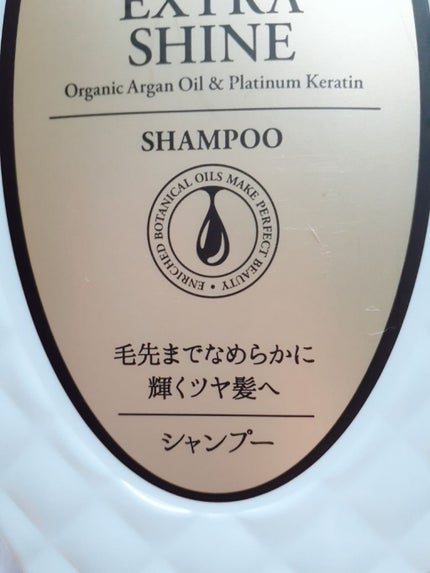 EXTRA
SHINE
Organic Argan Oil & Platinum Keratin
SHAMPOO
ENRICHED BOTANICAL OILS MAKE PERFECT BEAUTY •
毛先までなめらかに
輝くツヤ髪へ
シャンプー